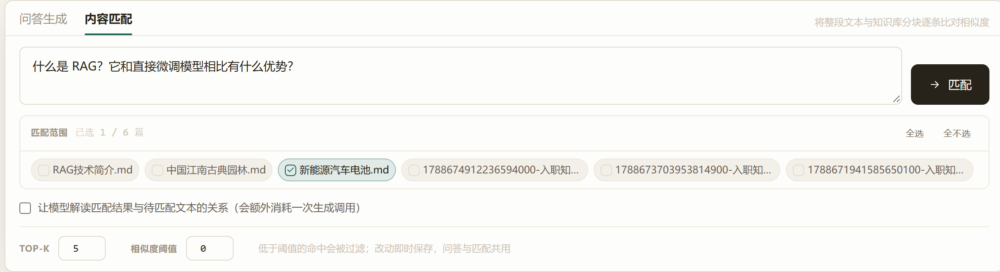 问答生成 内容匹配 将整段文本与知识库分块逐条比对相似度
什么是 RAG？它和直接微调模型相比有什么优势？
→ 匹配
匹配范围 已选 1 / 6 篇 全选 全不选
RAG技术简介.md 中国江南古典园林.md 新能源汽车电池.md 1788674912236594000-入职知... 1788673703953814900-入职知... 1788671941585650100-入职知...
让模型解读匹配结果与待匹配文本的关系（会额外消耗一次生成调用）
TOP-K 5 相似度阈值 0 低于阈值的命中会被过滤；改动即时保存，问答与匹配共用